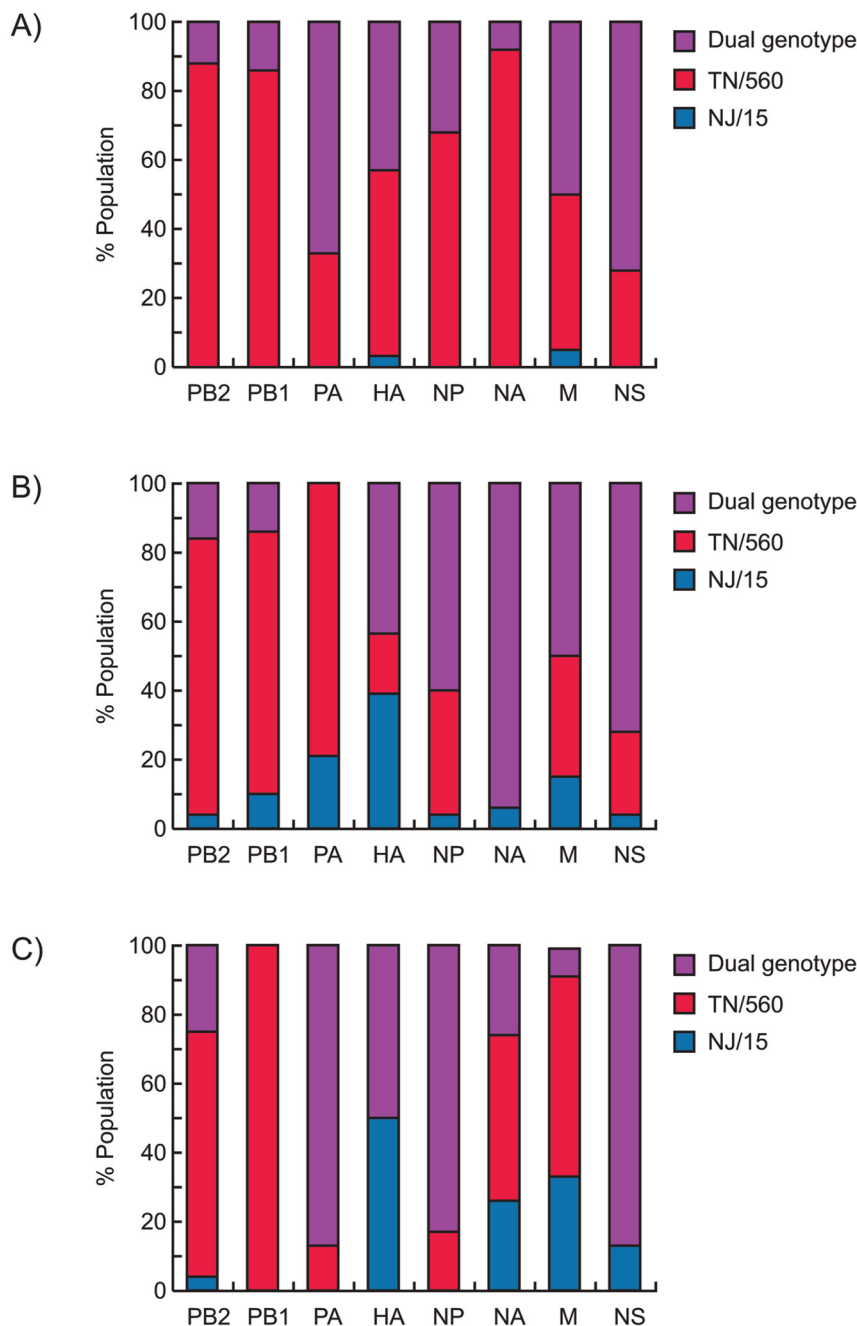 A)
% Population
100
80
60
40
20
0
PB2 PB1 PA HA NP NA M NS
Dual genotype
TN/560
NJ/15
B)
% Population
100
80
60
40
20
0
PB2 PB1 PA HA NP NA M NS
Dual genotype
TN/560
NJ/15
C)
% Population
100
80
60
40
20
0
PB2 PB1 PA HA NP NA M NS
Dual genotype
TN/560
NJ/15